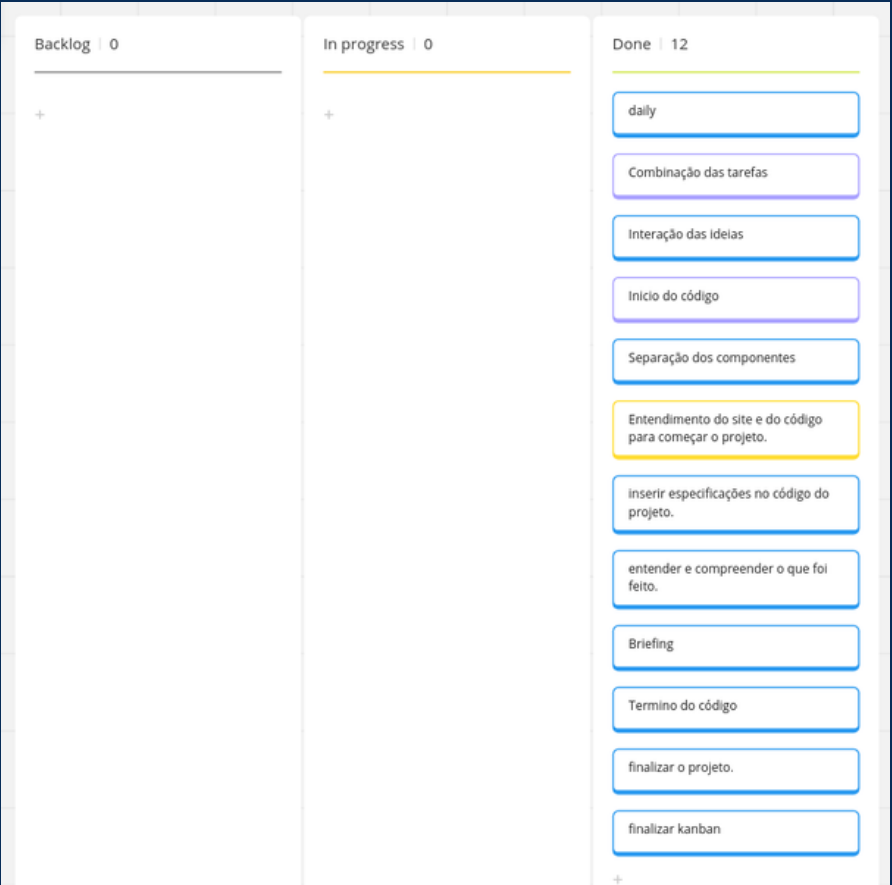 Backlog | 0
In progress | 0
Done | 12
+
+
daily
Combinação das tarefas
Interação das ideias
Inicio do código
Separação dos componentes
Entendimento do site e do código
para começar o projeto.
inserir especificações no código do
projeto.
entender e compreender o que foi
feito.
Briefing
Termino do código
finalizar o projeto.
finalizar kanban
+